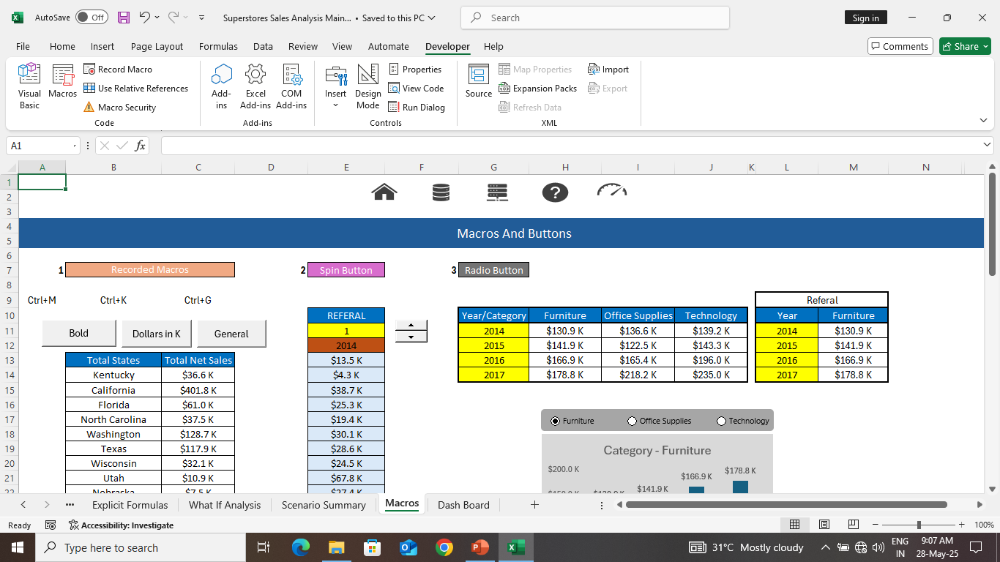 AutoSave Off Superstores Sales Analysis Main... • Saved to this PC Search Sign in
File Home Insert Page Layout Formulas Data Review View Automate Developer Help Comments Share
Visual Basic
Macros
Record Macro
Use Relative References
Macro Security
Code
Add-ins
Excel Add-ins
COM Add-ins
Add-ins
Insert
Design Mode
Properties
View Code
Run Dialog
Controls
Source
Map Properties
Expansion Packs
Refresh Data
Import
Export
XML
A1 fx
A B C D E F G H I J K L M N
1
2 ?
3
4
5
Macros And Buttons
6
7 1 Recorded Macros 2 Spin Button 3 Radio Button
8
9 Ctrl+M Ctrl+K Ctrl+G Referal
10 REFERAL Year/Category Furniture Office Supplies Technology Year Furniture
Bold Dollars in K General
11 1 2014 $130.9 K $136.6 K $139.2 K 2014 $130.9 K
12 2014 2015 $141.9 K $122.5 K $143.3 K 2015 $141.9 K
13 Total States Total Net Sales $13.5 K 2016 $166.9 K $165.4 K $196.0 K 2016 $166.9 K
14 Kentucky $36.6 K $4.3 K 2017 $178.8 K $218.2 K $235.0 K 2017 $178.8 K
15 California $401.8 K $38.7 K
16 Florida $61.0 K $25.3 K
17 North Carolina $37.5 K $19.4 K Furniture Office Supplies Technology
18 Washington $128.7 K $30.1 K
19 Texas $117.9 K $28.6 K Category - Furniture
20 Wisconsin $32.1 K $24.5 K $200.0 K $178.8 K
21 Utah $10.9 K $67.8 K $166.9 K
22 Nebraska $7.5 K $27.4 K $150.0 K $130.9 K $141.9 K
... Explicit Formulas What If Analysis Scenario Summary Macros Dash Board +
Ready Accessibility: Investigate 100%
Type here to search 31°C Mostly cloudy ENG IN 9:07 AM 28-May-25